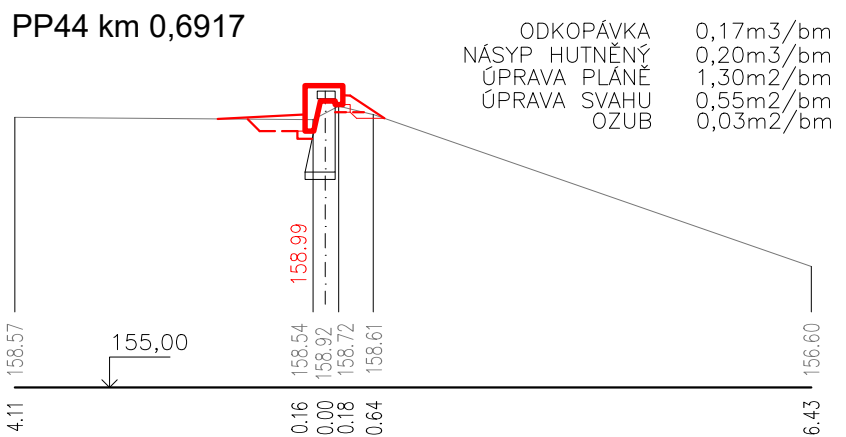 PP44 km 0,6917
ODKOPÁVKA 0,17m3/bm
NÁSYP HUTNĚNÝ 0,20m3/bm
ÚPRAVA PLÁNĚ 1,30m2/bm
ÚPRAVA SVAHU 0,55m2/bm
OZUB 0,03m2/bm
158.99
155,00
158.57 158.54 158.92 158.72 158.61 156.60
4.11 0.16 0.00 0.18 0.64 6.43